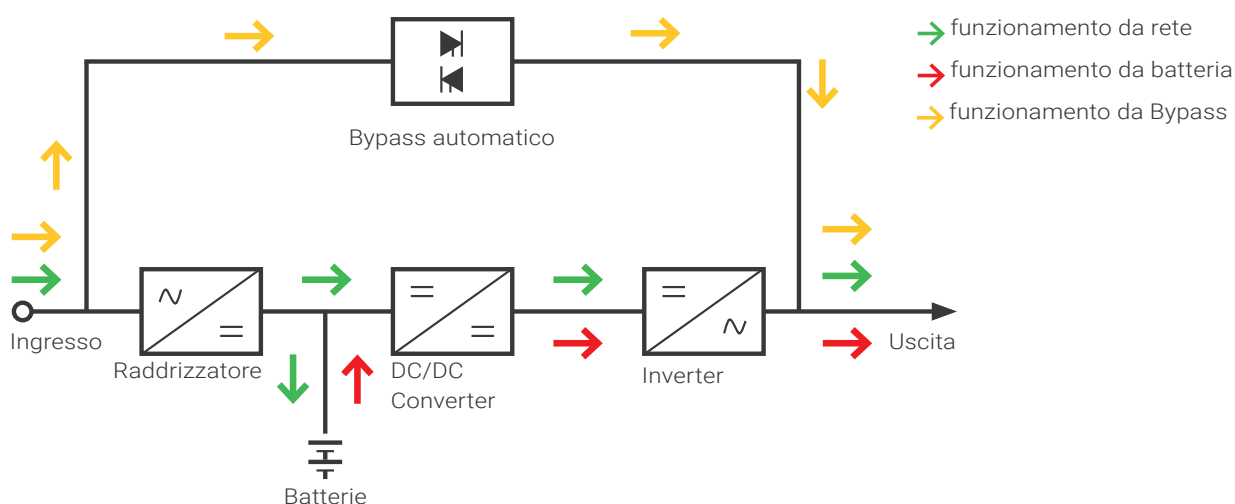 funzionamento da rete
funzionamento da batteria
funzionamento da Bypass
Bypass automatico
Ingresso
Raddrizzatore
DC/DC
Converter
Inverter
Uscita
Batterie